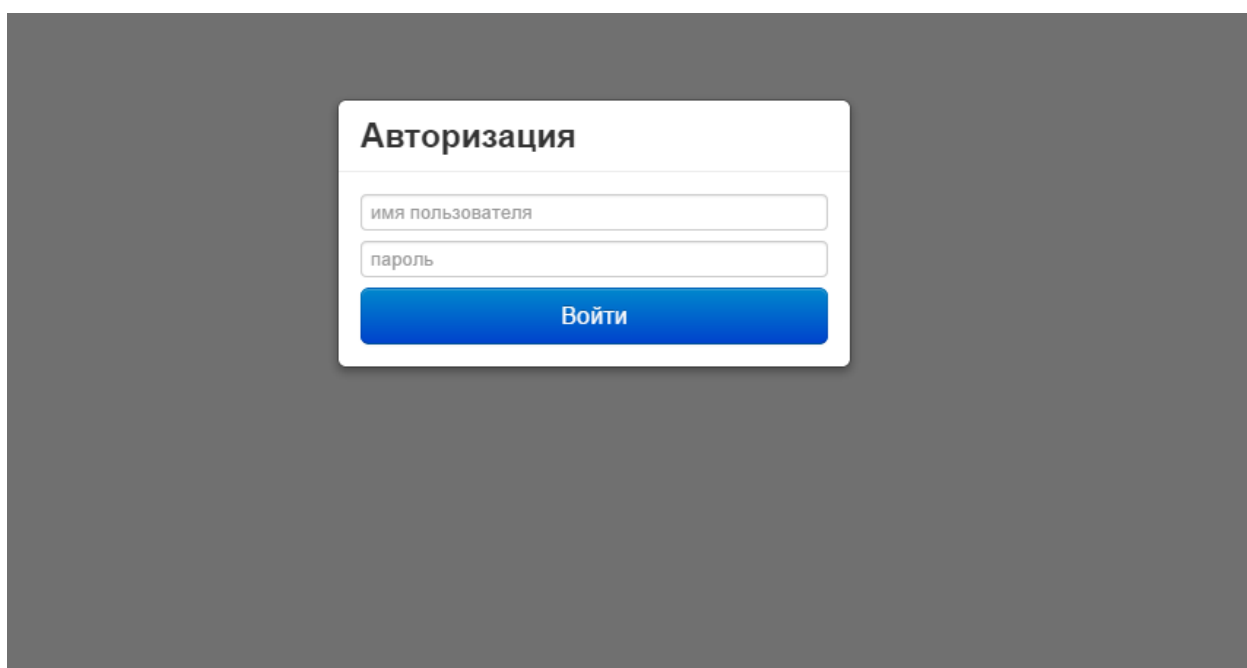 Авторизация
имя пользователя
пароль
Войти